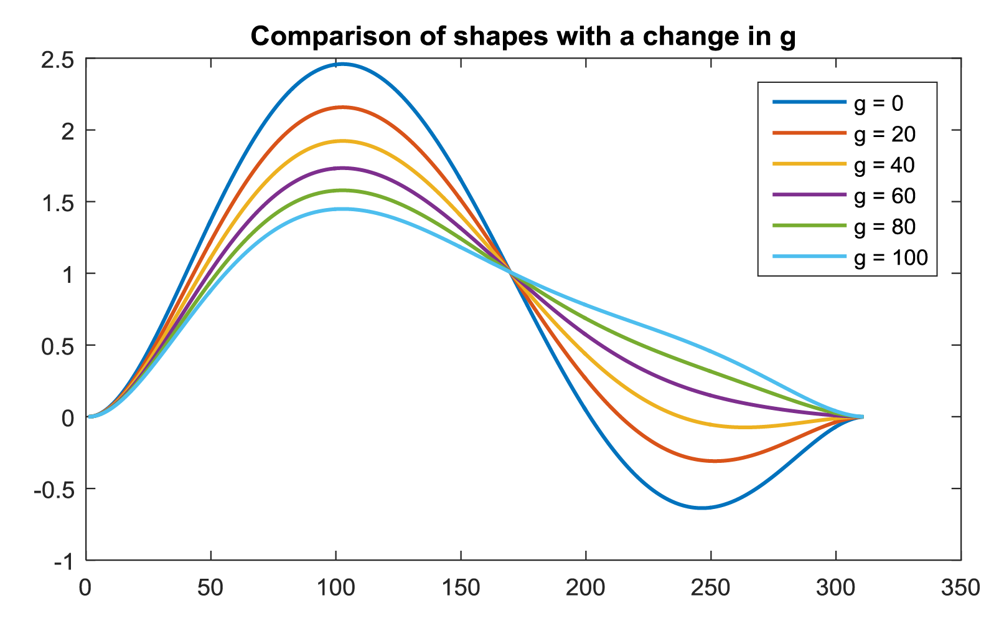 Comparison of shapes with a change in g
2.5
2
1.5
1
0.5
0
-0.5
-1
0 50 100 150 200 250 300 350
g = 0
g = 20
g = 40
g = 60
g = 80
g = 100